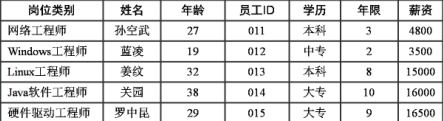 岗位类别 姓名 年龄 员工ID 学历 年限 薪资
网络工程师 孙空武 27 011 本科 3 4800
Windows工程师 蓝凌 19 012 中专 2 3500
Linux工程师 姜纹 32 013 本科 8 15000
Java软件工程师 关园 38 014 大专 10 16000
硬件驱动工程师 罗中昆 29 015 大专 9 16500